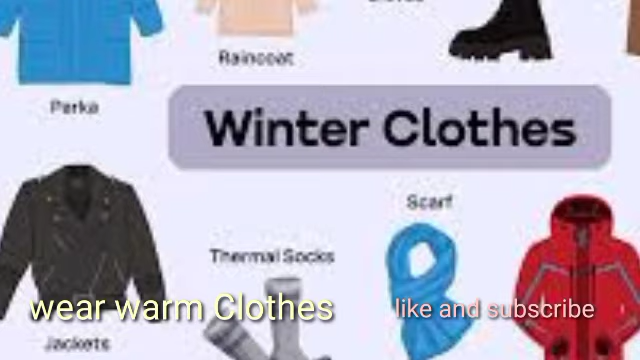 Raincoat
Parka
Winter Clothes
Scarf
Thermal Socks
wear warm Clothes
like and subscribe
Jackets